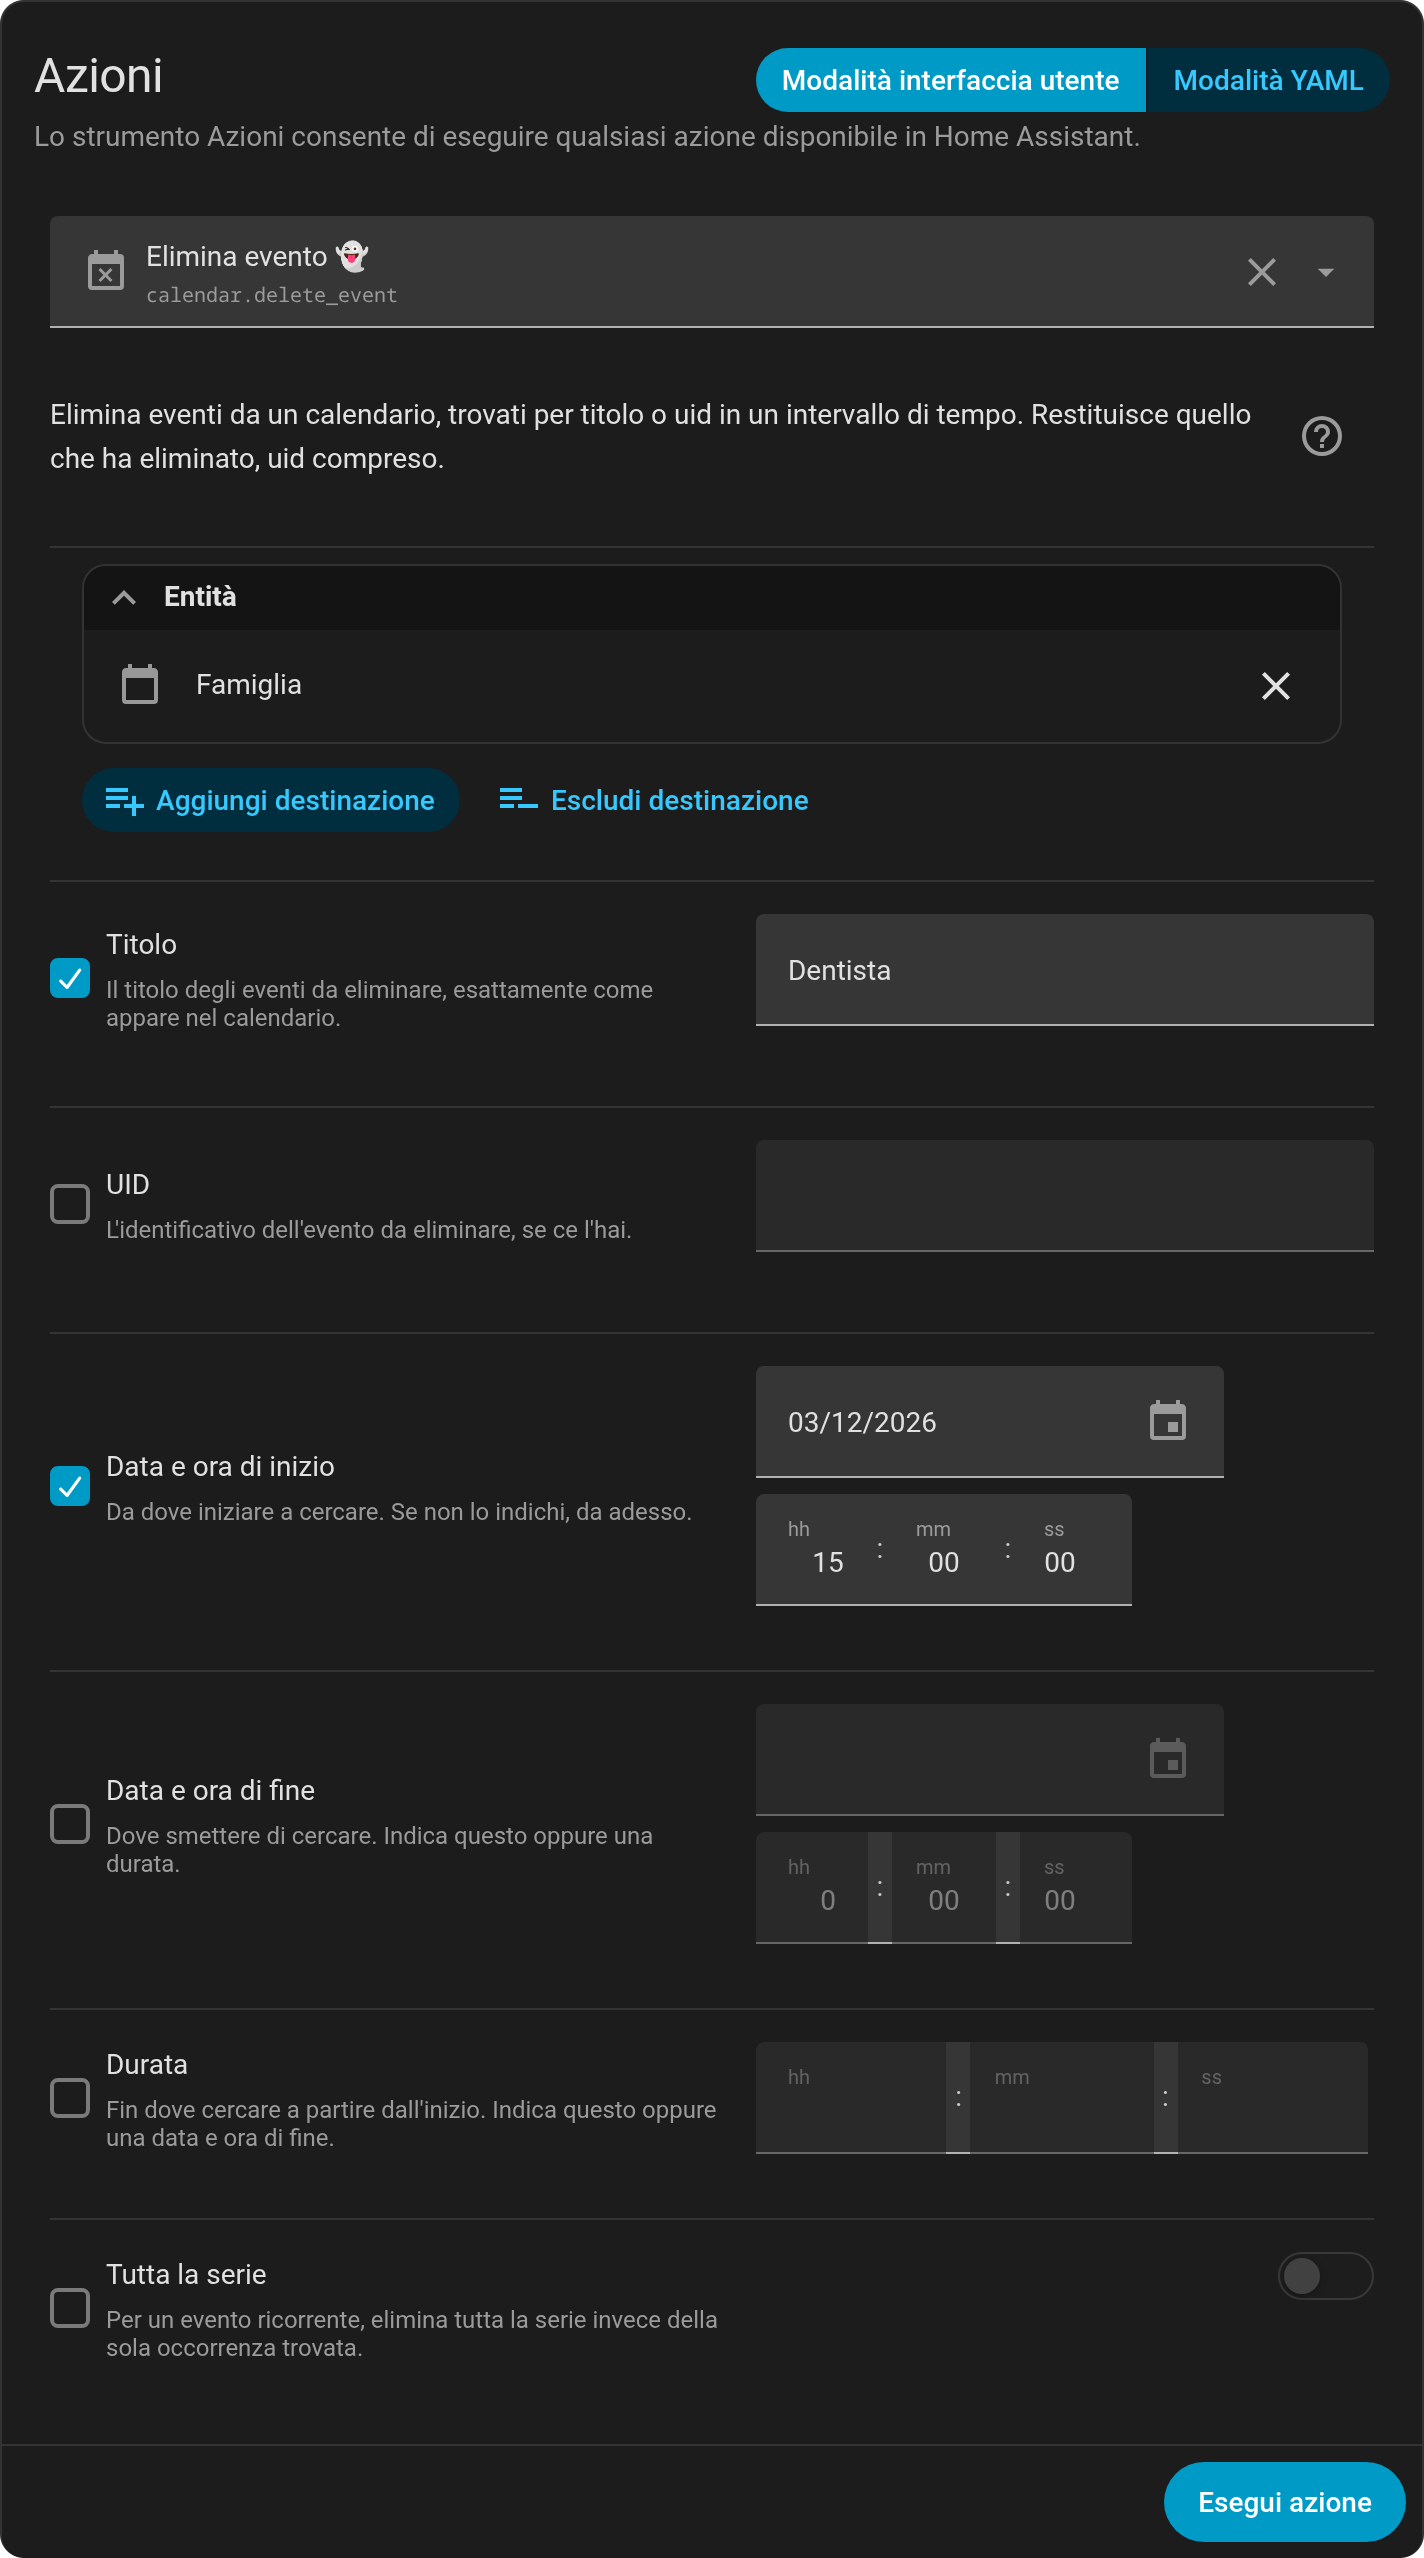 Azioni
Modalità interfaccia utente
Modalità YAML
Lo strumento Azioni consente di eseguire qualsiasi azione disponibile in Home Assistant.
Elimina evento 👻
calendar.delete_event
Elimina eventi da un calendario, trovati per titolo o uid in un intervallo di tempo. Restituisce quello
che ha eliminato, uid compreso.
Entità
Famiglia
Aggiungi destinazione
Escludi destinazione
Titolo
Il titolo degli eventi da eliminare, esattamente come
appare nel calendario.
Dentista
UID
L'identificativo dell'evento da eliminare, se ce l'hai.
Data e ora di inizio
Da dove iniziare a cercare. Se non lo indichi, da adesso.
03/12/2026
hh : mm : ss
15 00 00
Data e ora di fine
Dove smettere di cercare. Indica questo oppure una
durata.
hh : mm : ss
0 00 00
Durata
Fin dove cercare a partire dall'inizio. Indica questo oppure
una data e ora di fine.
hh : mm : ss
Tutta la serie
Per un evento ricorrente, elimina tutta la serie invece della
sola occorrenza trovata.
Esegui azione